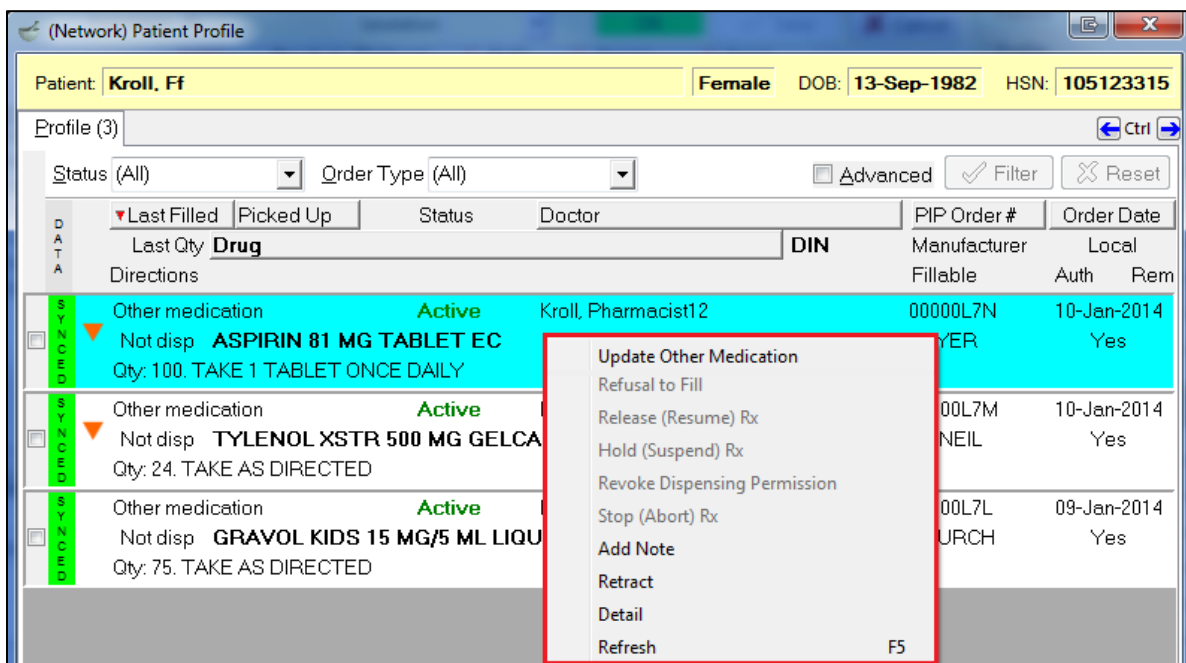 (Network) Patient Profile
Patient: Kroll, Ff Female DOB: 13-Sep-1982 HSN: 105123315
Profile (3) Ctrl
Status (All) Order Type (All) Advanced Filter Reset
DATA
Last Filled Picked Up Status Doctor PIP Order # Order Date
Last Qty Drug DIN Manufacturer Local
Directions Fillable Auth Rem
SYNCED
Other medication Active Kroll, Pharmacist12 00000L7N 10-Jan-2014
Not disp ASPIRIN 81 MG TABLET EC YER Yes
Qty: 100. TAKE 1 TABLET ONCE DAILY
SYNCED
Other medication Active 00L7M 10-Jan-2014
Not disp TYLENOL XSTR 500 MG GELCA NEIL Yes
Qty: 24. TAKE AS DIRECTED
SYNCED
Other medication Active 00L7L 09-Jan-2014
Not disp GRAVOL KIDS 15 MG/5 ML LIQU URCH Yes
Qty: 75. TAKE AS DIRECTED
Update Other Medication
Refusal to Fill
Release (Resume) Rx
Hold (Suspend) Rx
Revoke Dispensing Permission
Stop (Abort) Rx
Add Note
Retract
Detail
Refresh F5